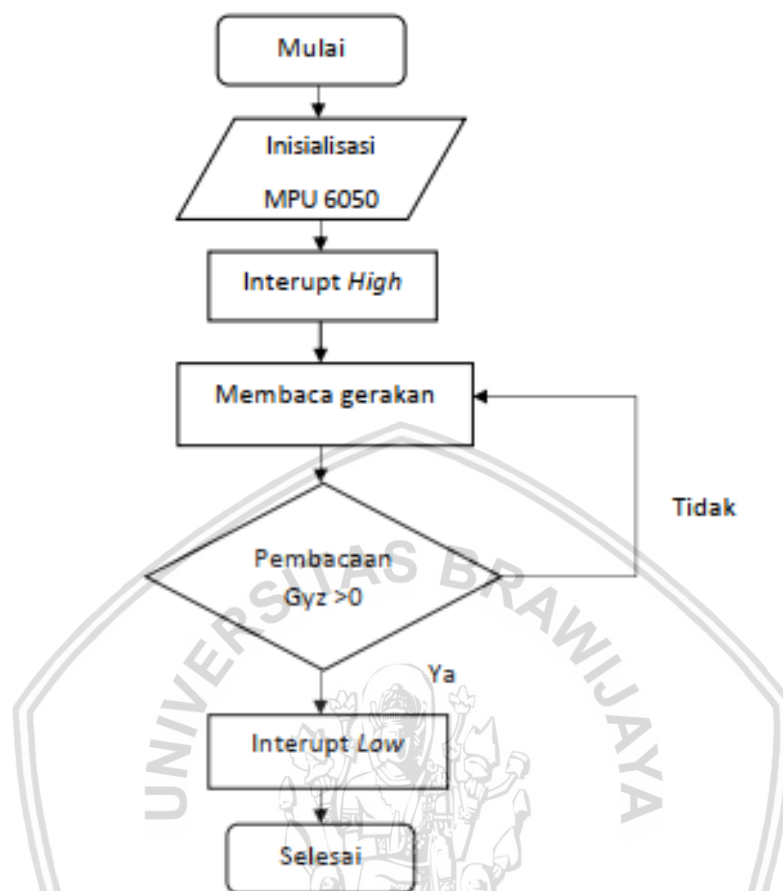 Mulai
Inisialisasi
MPU 6050
Interupt High
Membaca gerakan
Tidak
Pembacaan
Gyz >0
Ya
Interupt Low
Selesai
UNIVERSITAS BRAWIJAYA